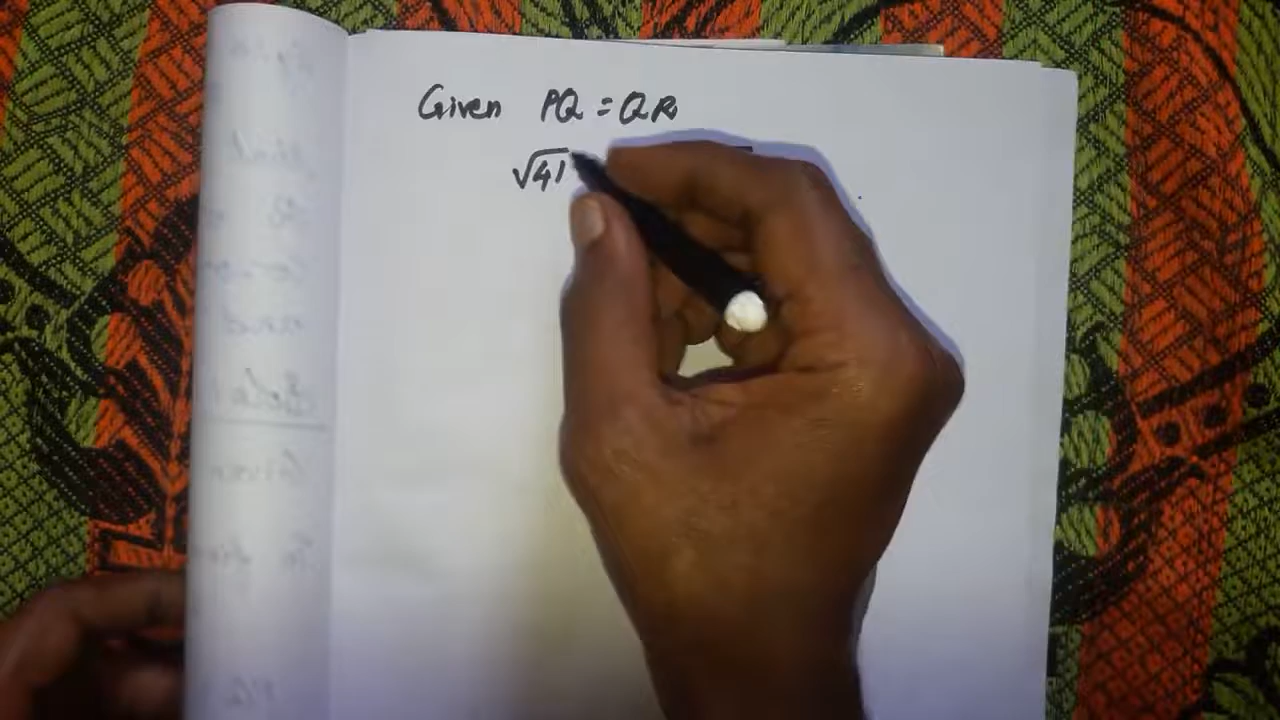 Given PQ = QR
√41